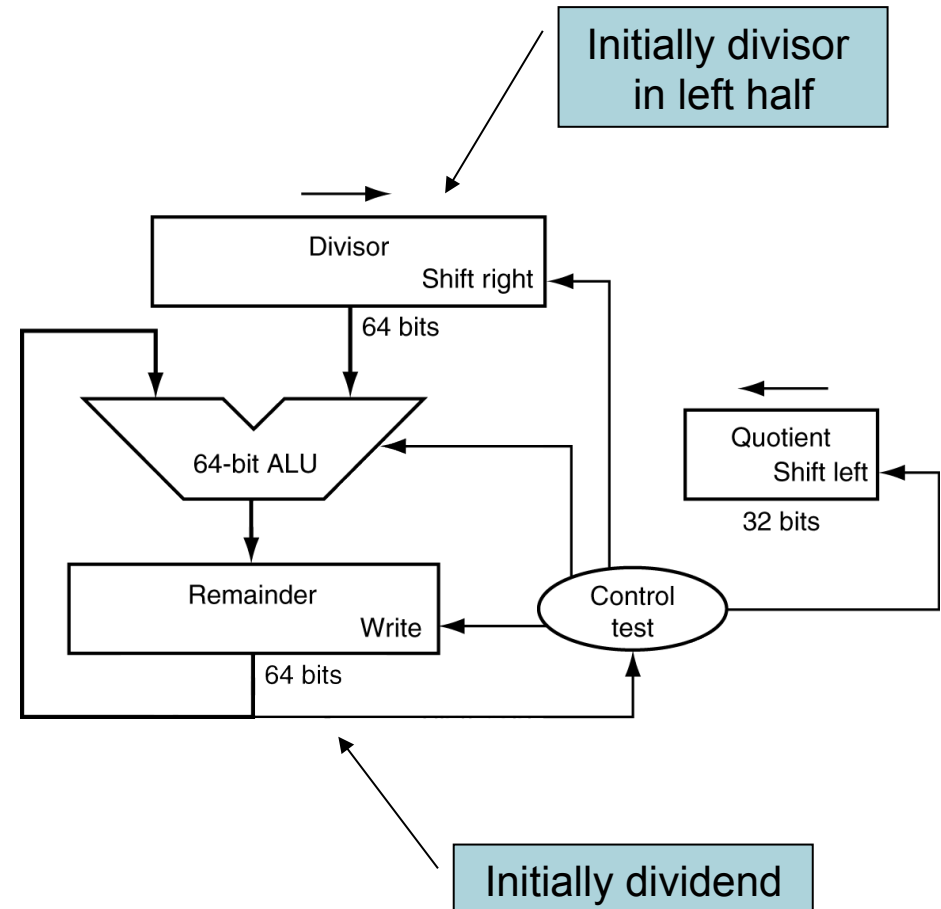 Initially divisor
in left half
Divisor
Shift right
64 bits
64-bit ALU
Quotient
Shift left
32 bits
Remainder
Write
64 bits
Control
test
Initially dividend